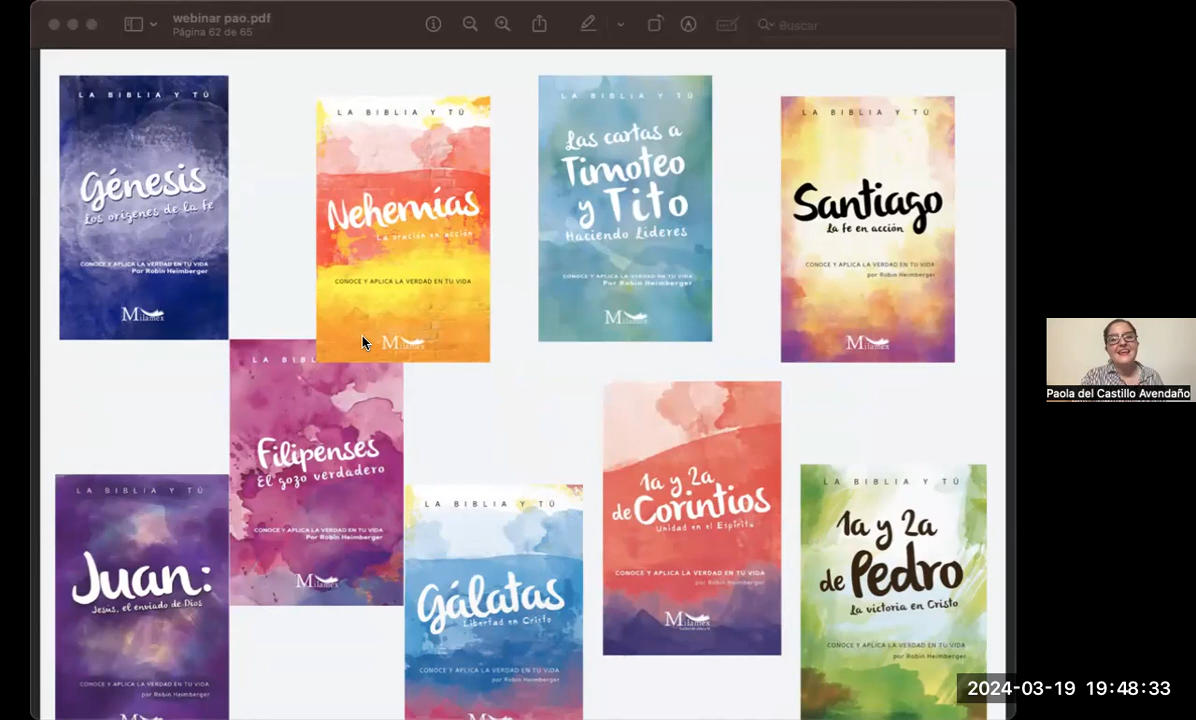 webinar pao.pdf
Página 62 de 65
Buscar
LA BIBLIA Y TÚ
Génesis
Los orígenes de la fe
CONOCE Y APLICA LA VERDAD EN TU VIDA
Por Robin Heimberger
Milamex
LA BIBLIA Y TÚ
Nehemías
La oración en acción
CONOCE Y APLICA LA VERDAD EN TU VIDA
Milamex
LA BIBLIA Y TÚ
Las cartas a
Timoteo
y Tito
Haciendo Líderes
CONOCE Y APLICA LA VERDAD EN TU VIDA
Por Robin Heimberger
Milamex
LA BIBLIA Y TÚ
Santiago
La fe en acción
CONOCE Y APLICA LA VERDAD EN TU VIDA
por Robin Heimberger
Milamex
LA BIBL
Filipenses
El gozo verdadero
CONOCE Y APLICA LA VERDAD EN TU VIDA
Por Robin Heimberger
Milamex
1a y 2a
de Corintios
Unidad en el Espíritu
CONOCE Y APLICA LA VERDAD EN TU VIDA
por Robin Heimberger
Milamex
LA BIBLIA Y TÚ
Juan:
Jesús, el enviado de Dios
CONOCE Y APLICA LA VERDAD EN TU VIDA
por Robin Heimberger
LA BIBLIA Y TÚ
Gálatas
Libertad en Cristo
CONOCE Y APLICA LA VERDAD EN TU VIDA
por Robin Heimberger
LA BIBLIA Y TÚ
1a y 2a
de Pedro
La victoria en Cristo
CONOCE Y APLICA LA VERDAD EN TU VIDA
por Robin Heimberger
Paola del Castillo Avendaño
2024-03-19 19:48:33